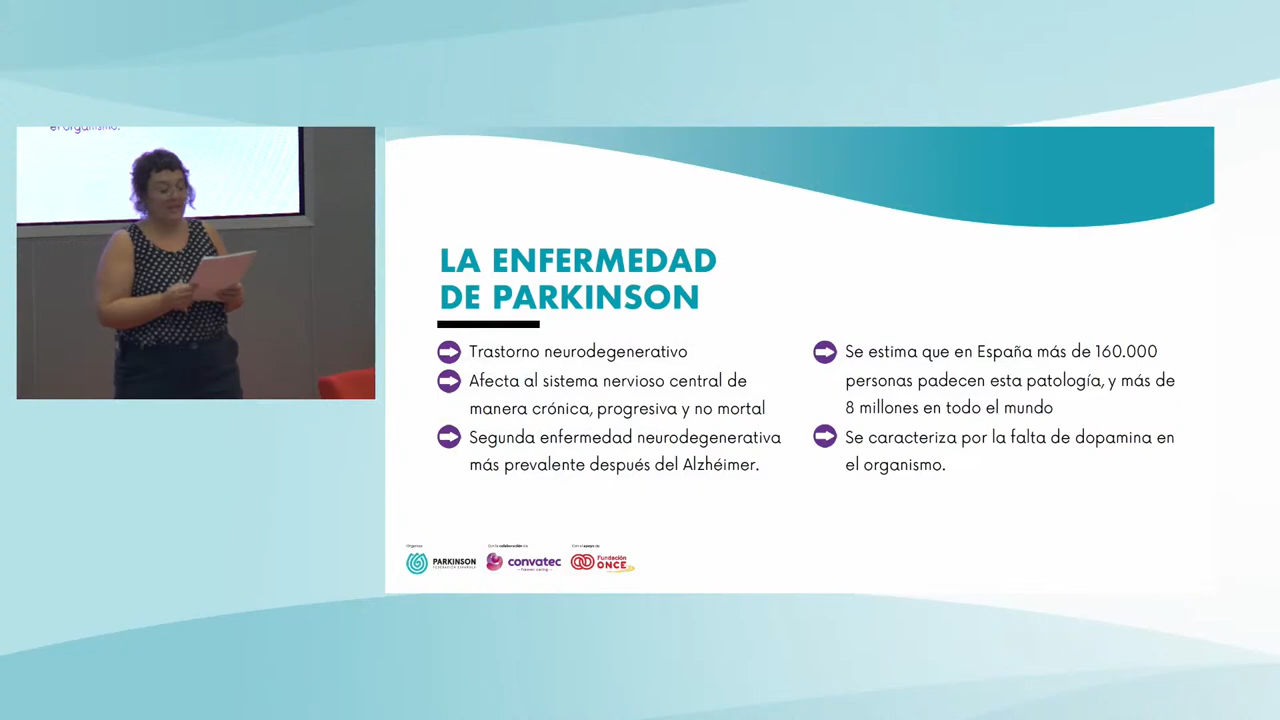 el organismo.
LA ENFERMEDAD
DE PARKINSON
Trastorno neurodegenerativo
Afecta al sistema nervioso central de
manera crónica, progresiva y no mortal
Segunda enfermedad neurodegenerativa
más prevalente después del Alzhéimer.
Se estima que en España más de 160.000
personas padecen esta patología, y más de
8 millones en todo el mundo
Se caracteriza por la falta de dopamina en
el organismo.
Organiza:
PARKINSON
FEDERACIÓN ESPAÑOLA
Con la colaboración de:
convatec
— forever caring —
Con el apoyo de:
Fundación
ONCE